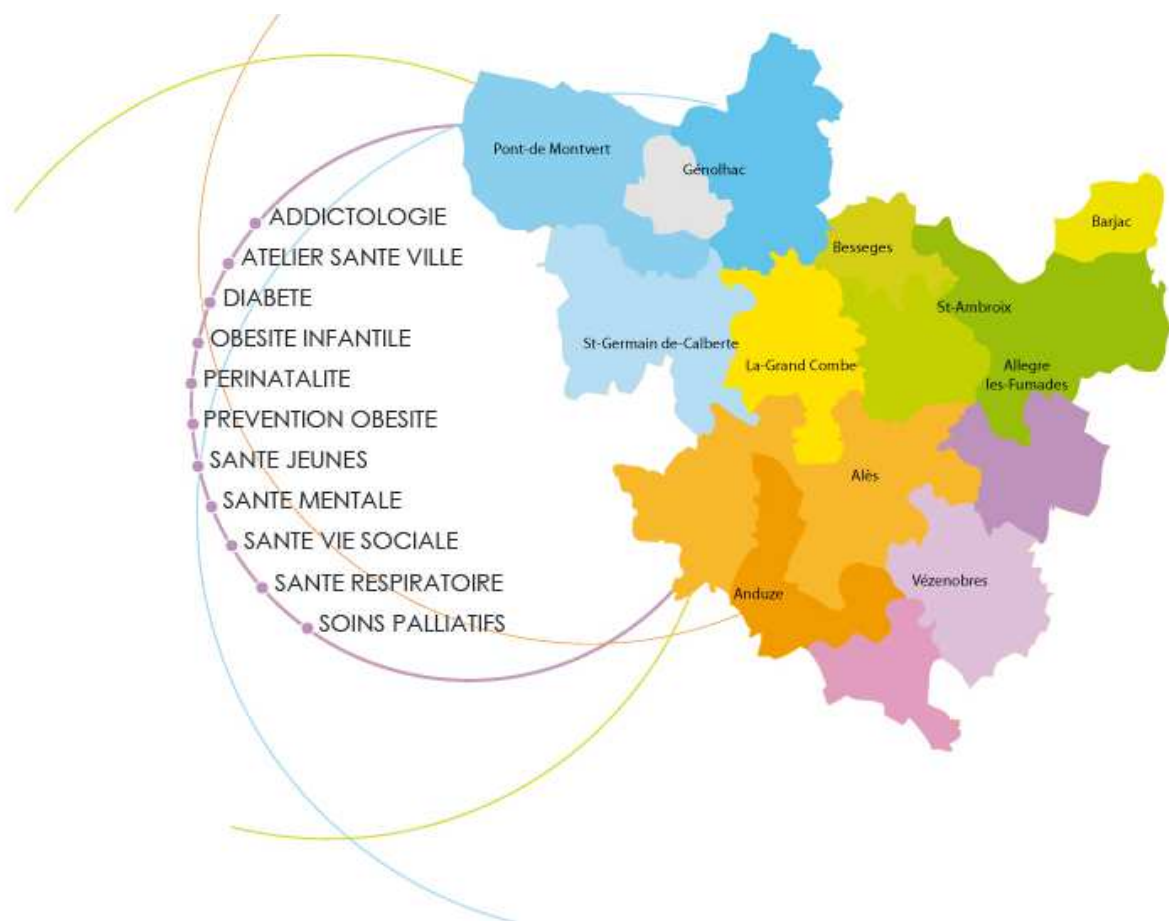 ADDICTOLOGIE
ATELIER SANTE VILLE
DIABETE
OBESITE INFANTILE
PERINATALITE
PREVENTION OBESITE
SANTE JEUNES
SANTE MENTALE
SANTE VIE SOCIALE
SANTE RESPIRATOIRE
SOINS PALLIATIFS
Pont-de Montvert
Génolhac
Barjac
Besseges
St-Ambroix
St-Germain de-Calberte
La-Grand Combe
Allegre
les-Fumades
Alès
Anduze
Vézenobres